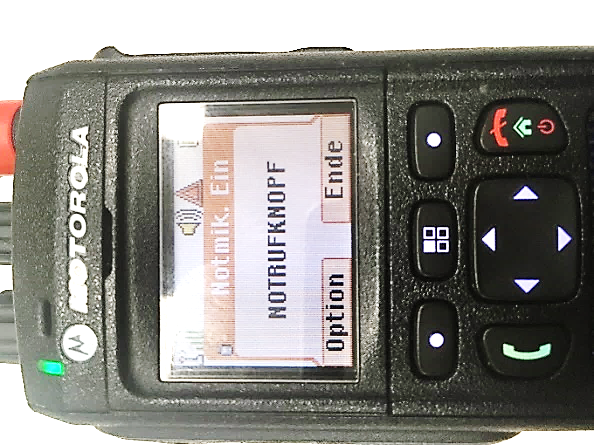 MOTOROLA
Notmik. Ein
NOTRUFKNOPF
Option Ende